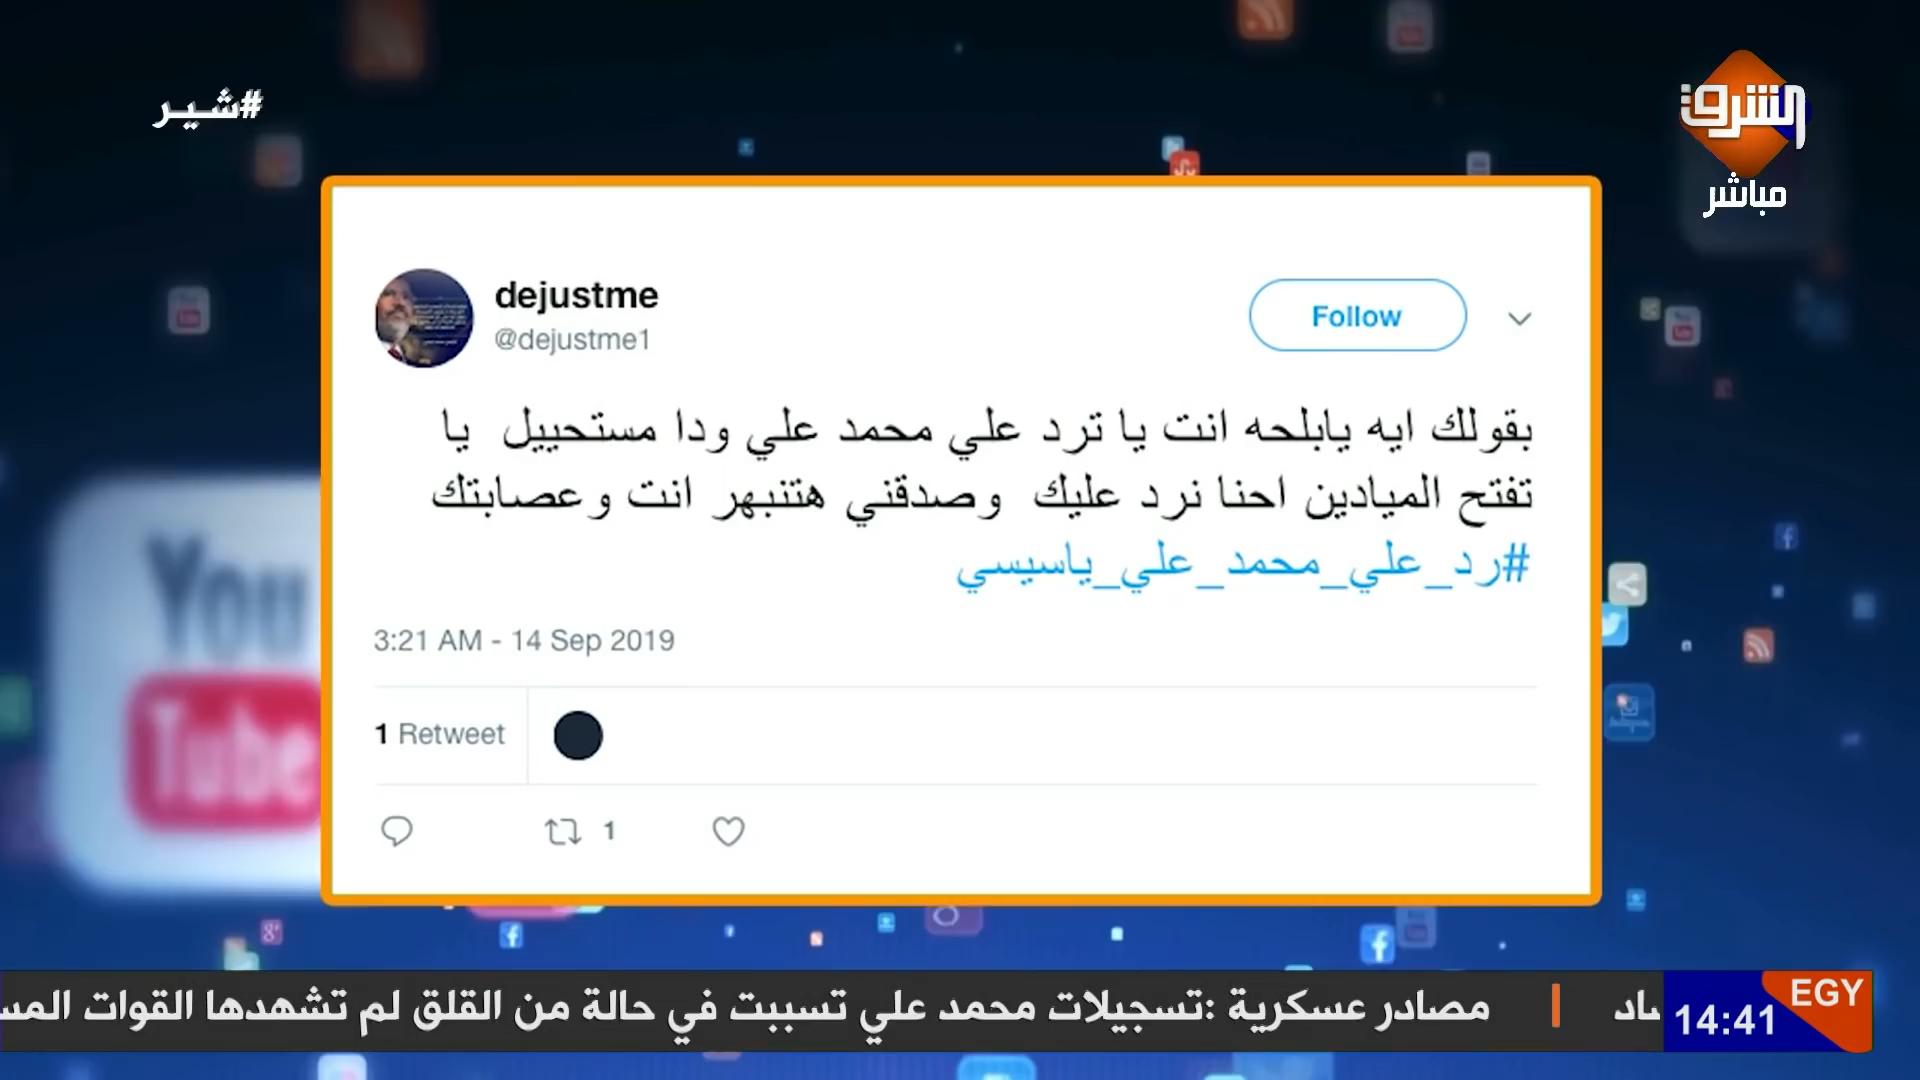 #شير
الشرق
مباشر
dejustme
@dejustme1
Follow
بقولك ايه يابلحه انت يا ترد علي محمد علي ودا مستحييل يا
تفتح الميادين احنا نرد عليك وصدقني هتنبهر انت وعصابتك
#رد_علي_محمد_علي_ياسيسي
3:21 AM - 14 Sep 2019
1 Retweet
1
You
Tube
EGY
14:41
مصادر عسكرية :تسجيلات محمد علي تسببت في حالة من القلق لم تشهدها القوات